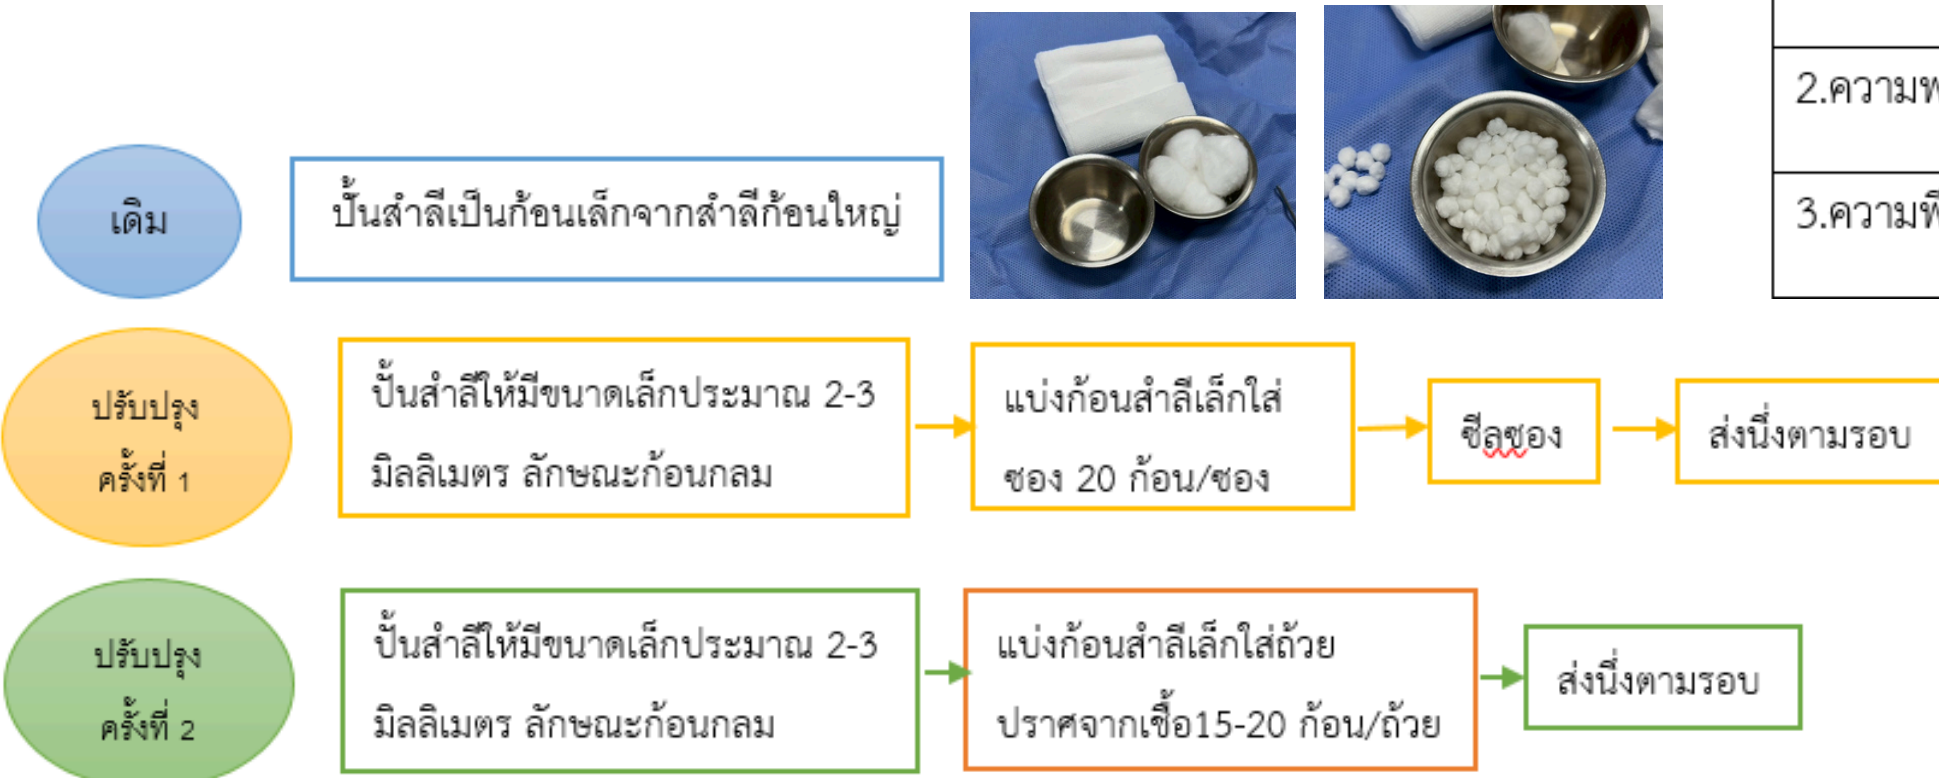 เดิม
ปั้นสำลีเป็นก้อนเล็กจากสำลีก้อนใหญ่
2.ความพ
3.ความพึ
ปรับปรุง
ครั้งที่ 1
ปั้นสำลีให้มีขนาดเล็กประมาณ 2-3
มิลลิเมตร ลักษณะก้อนกลม
แบ่งก้อนสำลีเล็กใส่
ซอง 20 ก้อน/ซอง
ซีลซอง
ส่งนึ่งตามรอบ
ปรับปรุง
ครั้งที่ 2
ปั้นสำลีให้มีขนาดเล็กประมาณ 2-3
มิลลิเมตร ลักษณะก้อนกลม
แบ่งก้อนสำลีเล็กใส่ถ้วย
ปราศจากเชื้อ15-20 ก้อน/ถ้วย
ส่งนึ่งตามรอบ